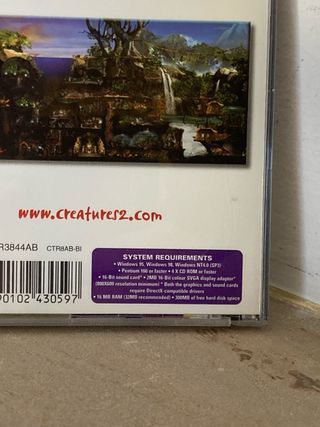 www.creatures2.com
R3844AB CTR8AB-BI
90102 430597
SYSTEM REQUIREMENTS
• Windows 95, Windows 98, Windows NT4.0 (SP3)
• Pentium 166 or faster • 4 X CD ROM or faster
• 16-Bit sound card* • 2MB 16-Bit colour SVGA display adaptor*
(800X600 resolution minimum) * Both the graphics and sound cards
require DirectX-compatible drivers
• 16 MB RAM (32MB recommended) • 300MB of free hard disk space